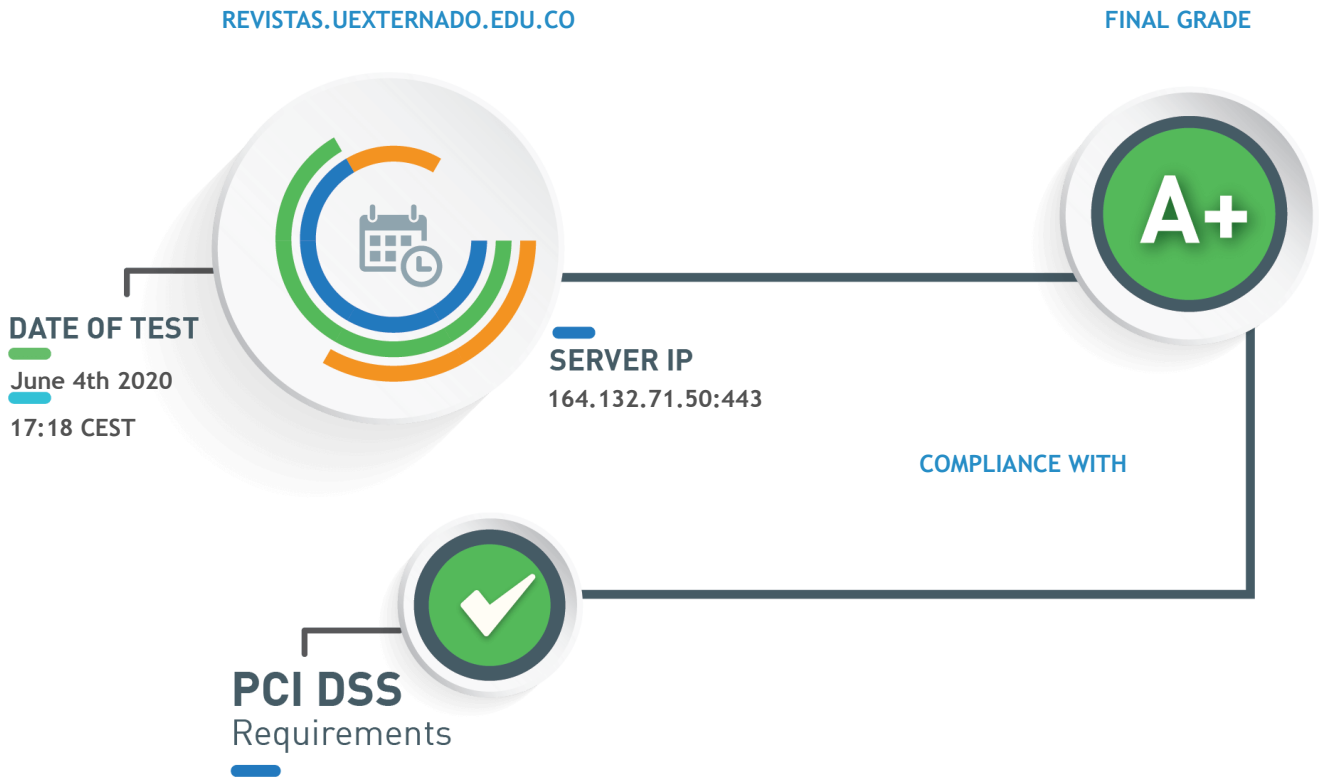 REVISTAS.UEXTERNADO.EDU.CO
FINAL GRADE
A+
DATE OF TEST
June 4th 2020
17:18 CEST
SERVER IP
164.132.71.50:443
COMPLIANCE WITH
PCI DSS
Requirements